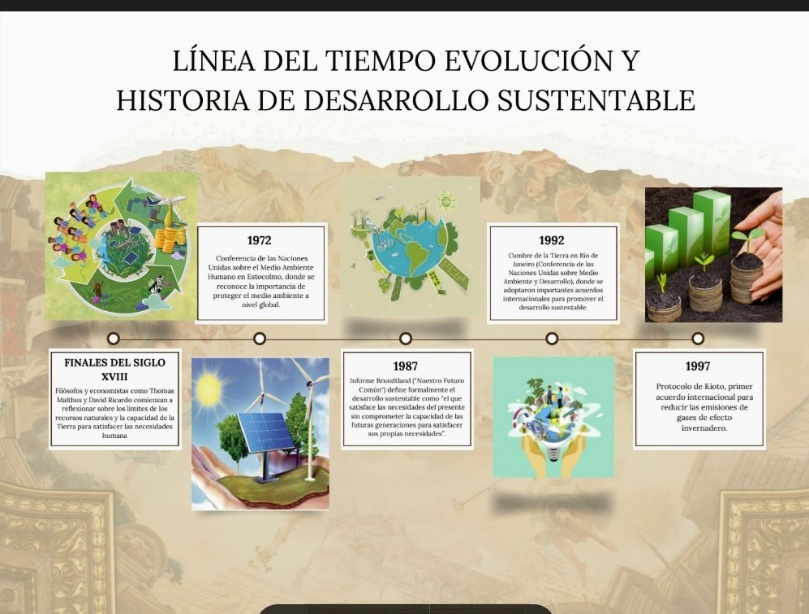 LÍNEA DEL TIEMPO EVOLUCIÓN Y
HISTORIA DE DESARROLLO SUSTENTABLE
FINALES DEL SIGLO
XVIII
Filósofos y economistas como Thomas
Malthus y David Ricardo comienzan a
reflexionar sobre los límites de los
recursos naturales y la capacidad de la
Tierra para satisfacer las necesidades
humana
1972
Conferencia de las Naciones
Unidas sobre el Medio Ambiente
Humano en Estocolmo, donde se
reconoce la importancia de
proteger el medio ambiente a
nivel global.
1987
Informe Brundtland ("Nuestro Futuro
Común") define formalmente el
desarrollo sustentable como "el que
satisface las necesidades del presente
sin comprometer la capacidad de las
futuras generaciones para satisfacer
sus propias necesidades".
1992
Cumbre de la Tierra en Río de
Janeiro (Conferencia de las
Naciones Unidas sobre Medio
Ambiente y Desarrollo), donde se
adoptaron importantes acuerdos
internacionales para promover el
desarrollo sustentable.
1997
Protocolo de Kioto, primer
acuerdo internacional para
reducir las emisiones de
gases de efecto
invernadero.